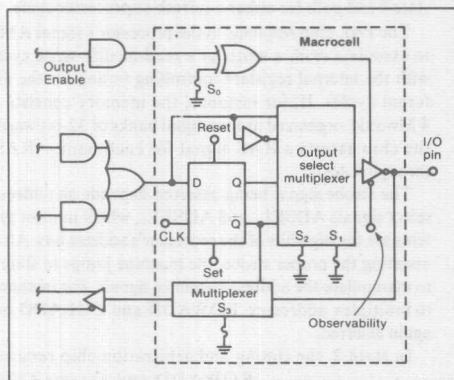 Macrocell
Output
Enable
S₀
Output
select
multiplexer
I/O
pin
Reset
D
Q
CLK
Q
Set
S₂
S₁
Multiplexer
S₃
Observability